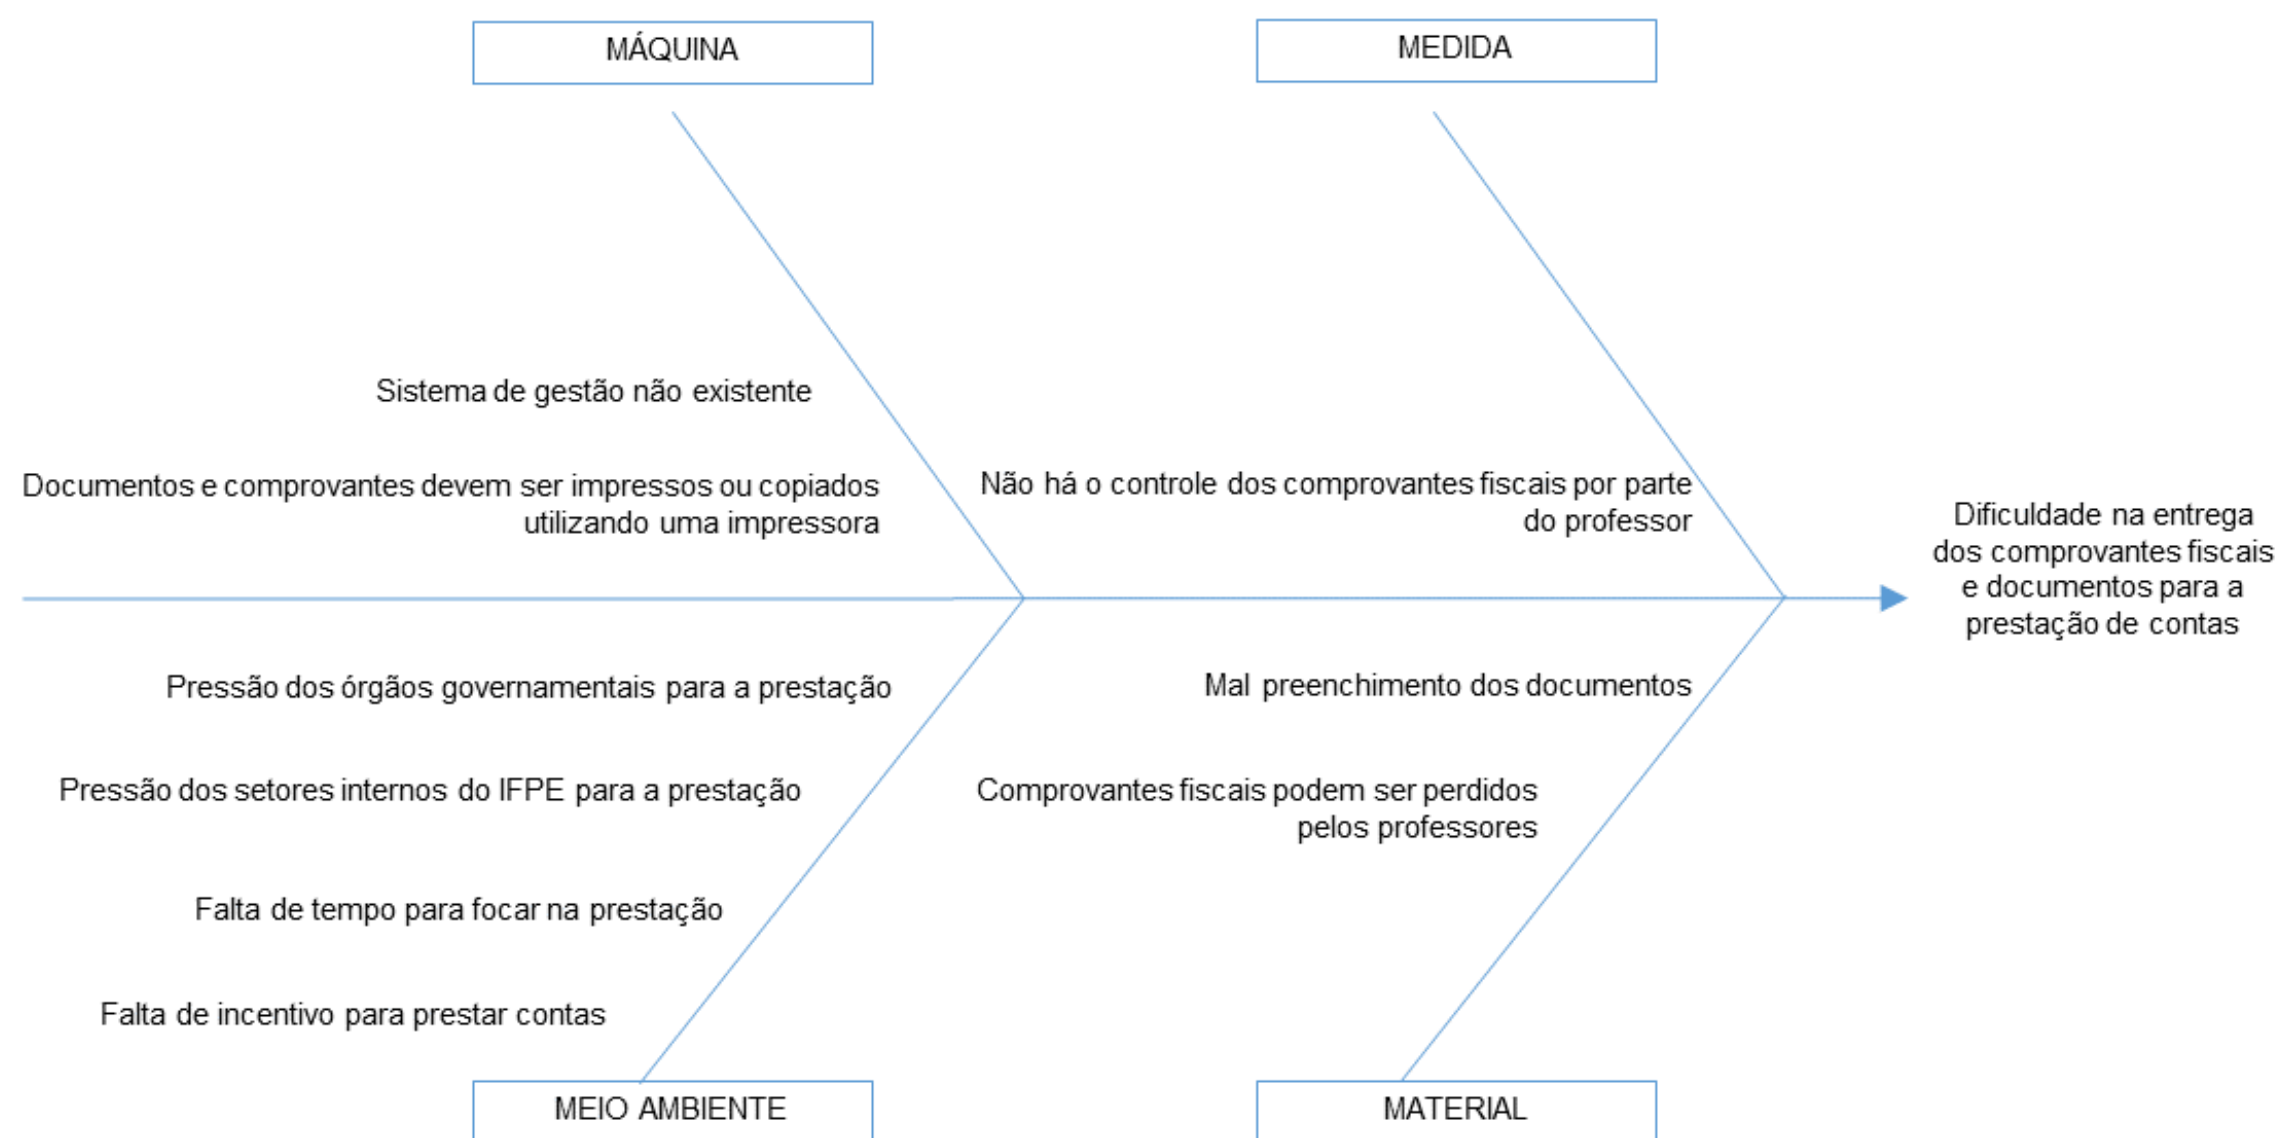 MÁQUINA
MEDIDA
Sistema de gestão não existente
Documentos e comprovantes devem ser impressos ou copiados
utilizando uma impressora
Não há o controle dos comprovantes fiscais por parte
do professor
Dificuldade na entrega
dos comprovantes fiscais
e documentos para a
prestação de contas
Pressão dos órgãos governamentais para a prestação
Mal preenchimento dos documentos
Pressão dos setores internos do IFPE para a prestação
Comprovantes fiscais podem ser perdidos
pelos professores
Falta de tempo para focar na prestação
Falta de incentivo para prestar contas
MEIO AMBIENTE
MATERIAL